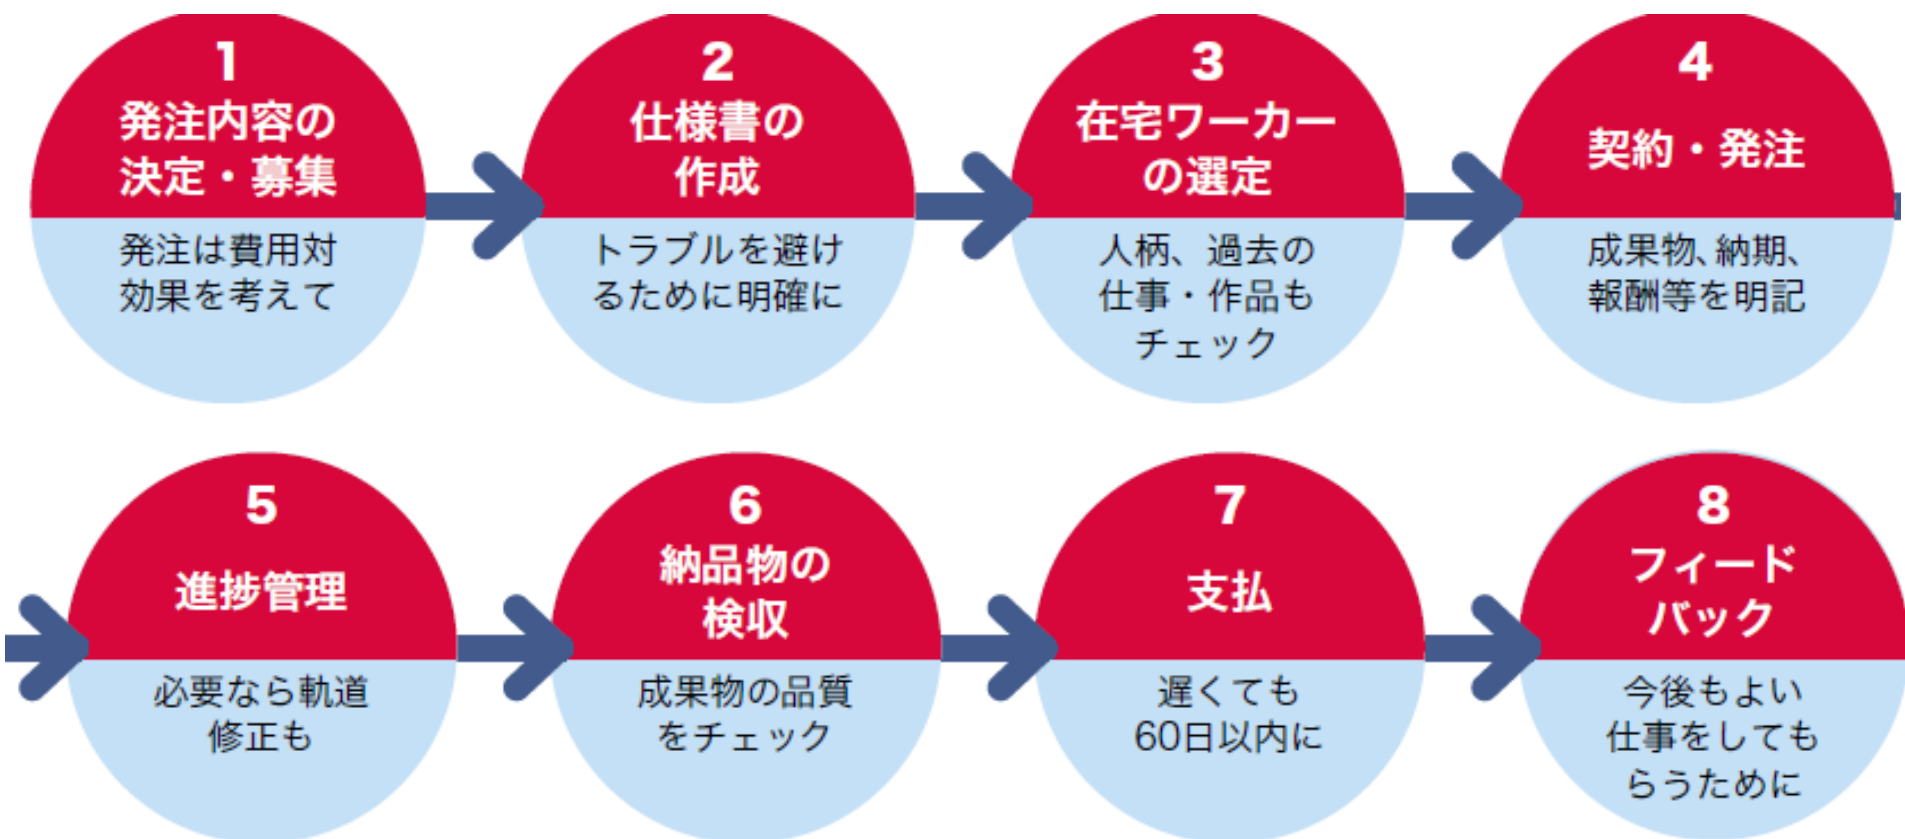 1
発注内容の
決定・募集
発注は費用対
効果を考えて
2
仕様書の
作成
トラブルを避け
るために明確に
3
在宅ワーカー
の選定
人柄、過去の
仕事・作品も
チェック
4
契約・発注
成果物、納期、
報酬等を明記
5
進捗管理
必要なら軌道
修正も
6
納品物の
検収
成果物の品質
をチェック
7
支払
遅くても
60日以内に
8
フィード
バック
今後もよい
仕事をしても
らうために